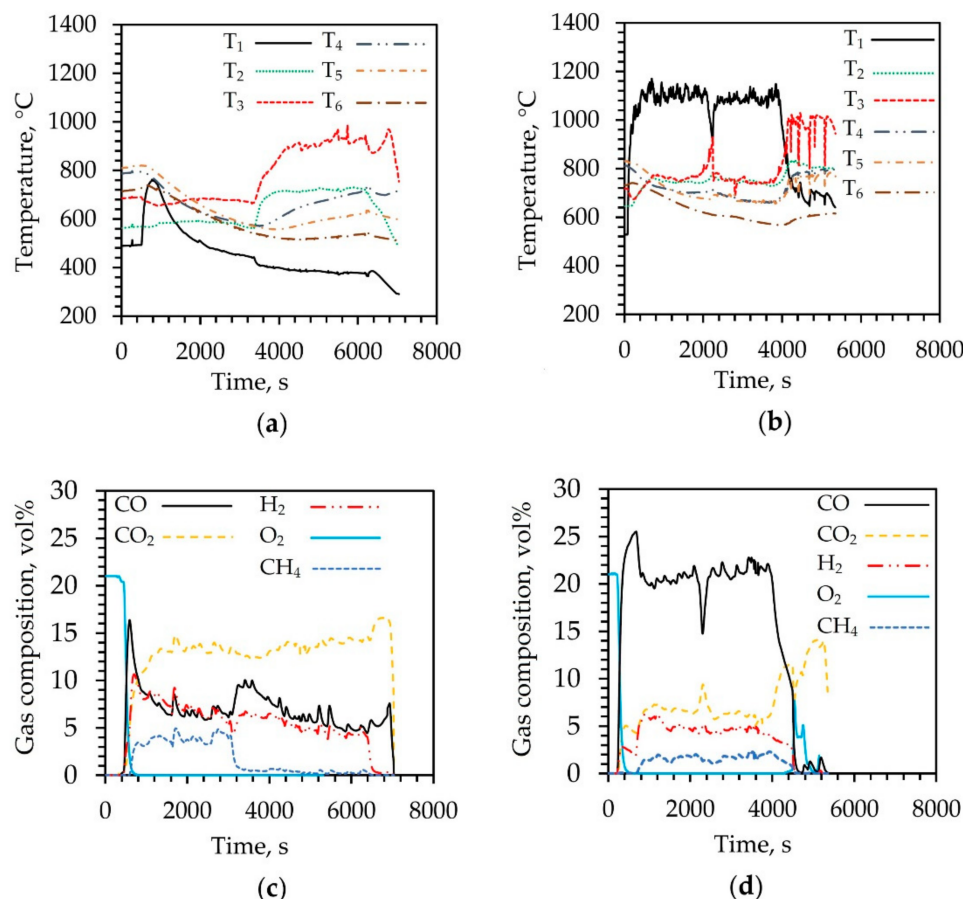 1400
1200
1000
800
600
400
200
Temperature, °C
T₁ T₄
T₂ T₅
T₃ T₆
0 2000 4000 6000 8000
Time, s
(a)
1400
1200
1000
800
600
400
200
Temperature, °C
T₁
T₂
T₃
T₄
T₅
T₆
0 2000 4000 6000 8000
Time, s
(b)
30
25
20
15
10
5
0
Gas composition, vol%
CO H₂
CO₂ O₂
CH₄
0 2000 4000 6000 8000
Time, s
(c)
30
25
20
15
10
5
0
Gas composition, vol%
CO
CO₂
H₂
O₂
CH₄
0 2000 4000 6000 8000
Time, s
(d)